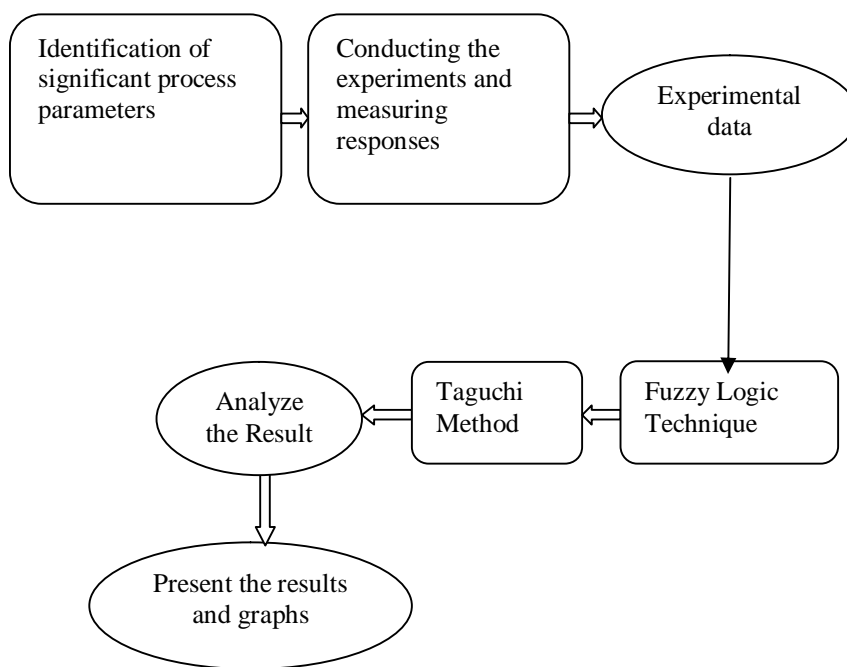 Identification of
significant process
parameters
Conducting the
experiments and
measuring
responses
Experimental
data
Fuzzy Logic
Technique
Taguchi
Method
Analyze
the Result
Present the results
and graphs